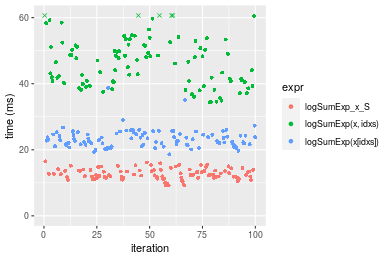 60
40
20
0
time (ms)
0
25
50
75
100
iteration
expr
logSumExp_x_S
logSumExp(x, idxs)
logSumExp(x[idxs])